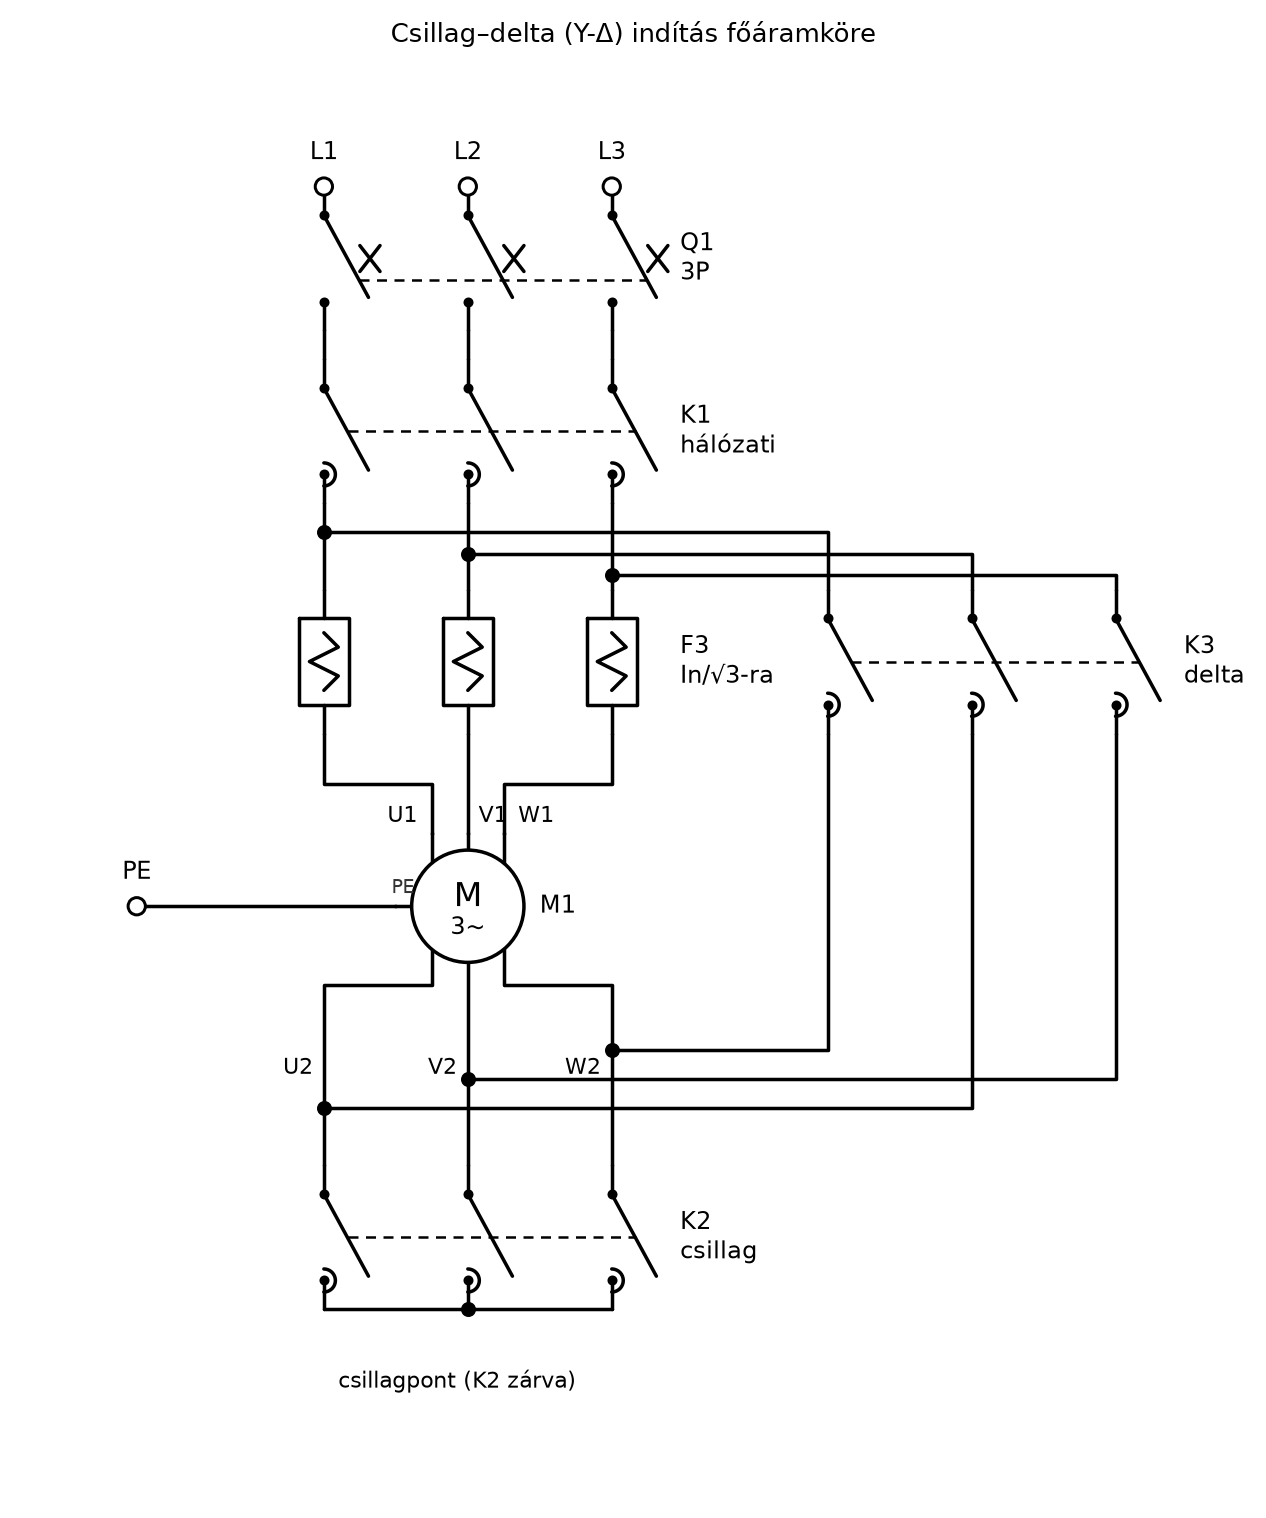 Csillag–delta (Y-Δ) indítás főáramköre
L1
L2
L3
Q1
3P
K1
hálózati
F3
In/√3-ra
K3
delta
U1
V1
W1
PE
PE
M
3~
M1
U2
V2
W2
K2
csillag
csillagpont (K2 zárva)